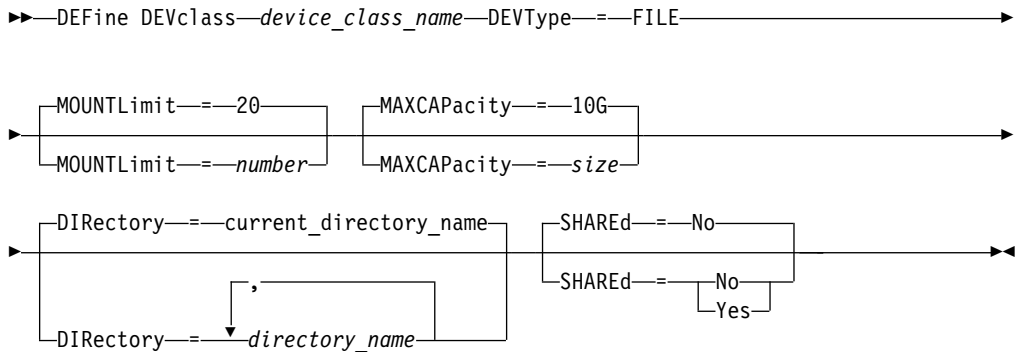 DEFine DEVclass device_class_name DEVType = FILE
MOUNTLimit = 20
MOUNTLimit = number
MAXCAPacity = 10G
MAXCAPacity = size
DIRectory = current_directory_name
,
DIRectory = directory_name
SHAREd = No
SHAREd = No
Yes